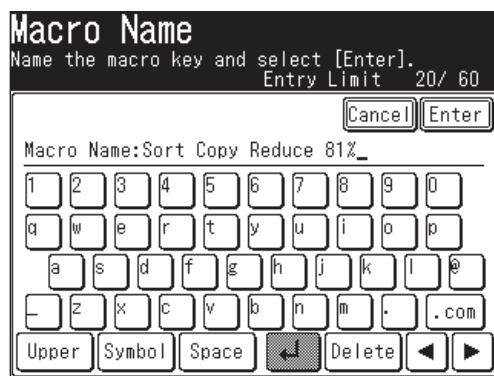 Macro Name
Name the macro key and select [Enter].
Entry Limit 20/ 60
Cancel Enter
Macro Name:Sort Copy Reduce 81%_
1 2 3 4 5 6 7 8 9 0
q w e r t y u i o p
a s d f g h j k l @
_ z x c v b n m . .com
Upper Symbol Space ↵ Delete ◀ ▶